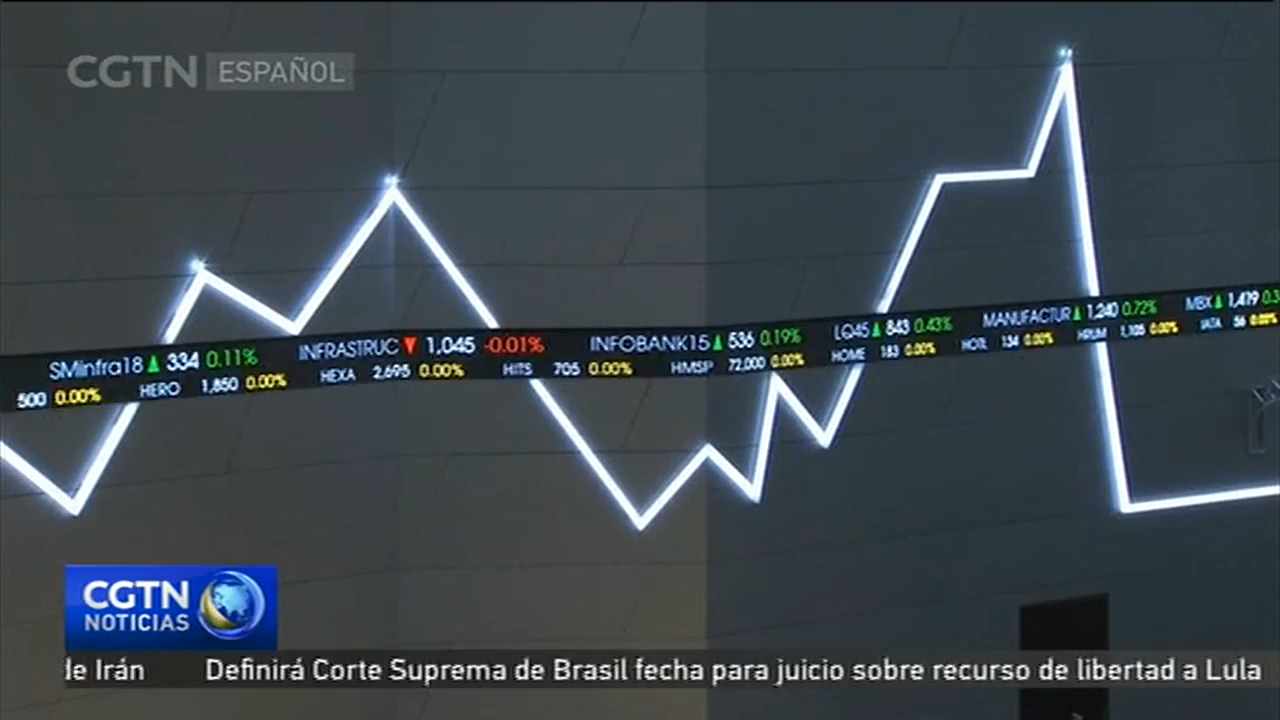 CGTN ESPAÑOL
SMinfra18 ▲ 334 0.11% INFRASTRUC ▼ 1,045 -0.01% INFOBANK15 ▲ 536 0.19% LQ45 ▲ 843 0.43% MANUFACTUR ▲ 1,240 0.72% MBX ▲ 1,479 0.3
500 0.00% HERO 1,850 0.00% HEXA 2,695 0.00% HITS 705 0.00% HMSP 72,000 0.00% HOME 183 0.00% HOTL 134 0.00% HRUM 1,105 0.00% IATA 56 0.00%
CGTN
NOTICIAS
de Irán Definirá Corte Suprema de Brasil fecha para juicio sobre recurso de libertad a Lula